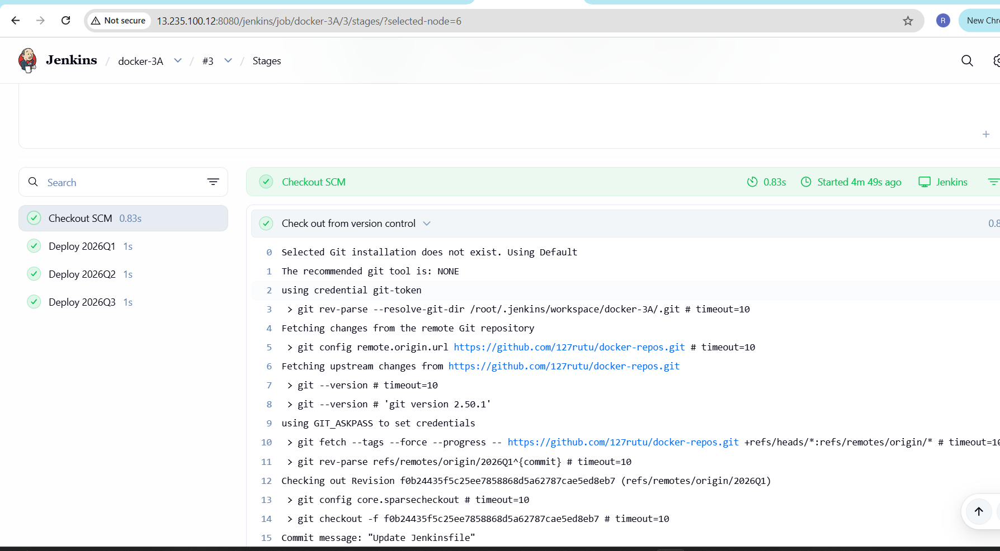 Not secure 13.235.100.12:8080/jenkins/job/docker-3A/3/stages/?selected-node=6 R New Chr
Jenkins / docker-3A / #3 / Stages
Search
Checkout SCM 0.83s
Deploy 2026Q1 1s
Deploy 2026Q2 1s
Deploy 2026Q3 1s
Checkout SCM 0.83s Started 4m 49s ago Jenkins
Check out from version control 0.8
0 Selected Git installation does not exist. Using Default
1 The recommended git tool is: NONE
2 using credential git-token
3 > git rev-parse --resolve-git-dir /root/.jenkins/workspace/docker-3A/.git # timeout=10
4 Fetching changes from the remote Git repository
5 > git config remote.origin.url https://github.com/127rutu/docker-repos.git # timeout=10
6 Fetching upstream changes from https://github.com/127rutu/docker-repos.git
7 > git --version # timeout=10
8 > git --version # 'git version 2.50.1'
9 using GIT_ASKPASS to set credentials
10 > git fetch --tags --force --progress -- https://github.com/127rutu/docker-repos.git +refs/heads/*:refs/remotes/origin/* # timeout=10
11 > git rev-parse refs/remotes/origin/2026Q1^{commit} # timeout=10
12 Checking out Revision f0b24435f5c25ee7858868d5a62787cae5ed8eb7 (refs/remotes/origin/2026Q1)
13 > git config core.sparsecheckout # timeout=10
14 > git checkout -f f0b24435f5c25ee7858868d5a62787cae5ed8eb7 # timeout=10
15 Commit message: "Update Jenkinsfile"